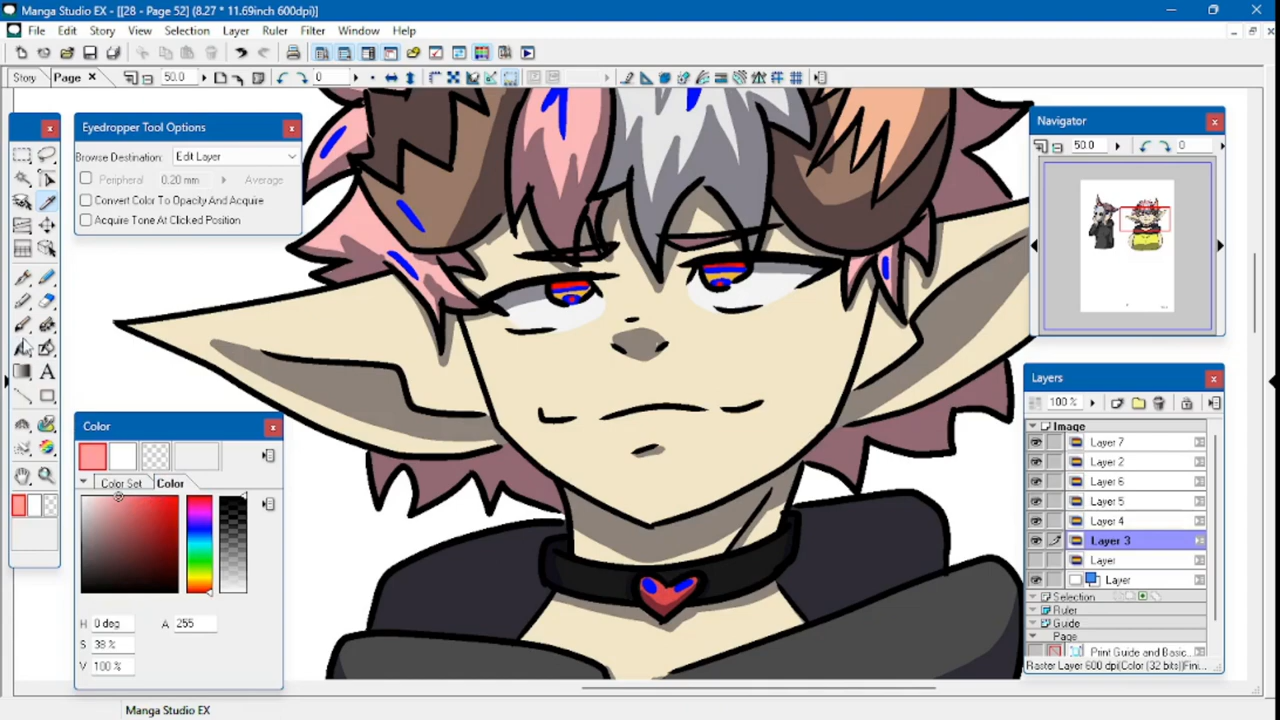 Manga Studio EX - [[28 - Page 52] (8.27 * 11.69inch 600dpi)]
File Edit Story View Selection Layer Ruler Filter Window Help
Story Page 50.0 0
Eyedropper Tool Options
Browse Destination: Edit Layer
Peripheral 0.20 mm Average
Convert Color To Opacity And Acquire
Acquire Tone At Clicked Position
Navigator
50.0 0
Color
Color Set Color
H 0 deg A 255
S 38 %
V 100 %
Layers
100 %
Image
Layer 7
Layer 2
Layer 6
Layer 5
Layer 4
Layer 3
Layer
Layer
Selection
Ruler
Guide
Page
Print Guide and Basic...
Raster Layer 600 dpi(Color (32 bits))Fini...
Manga Studio EX